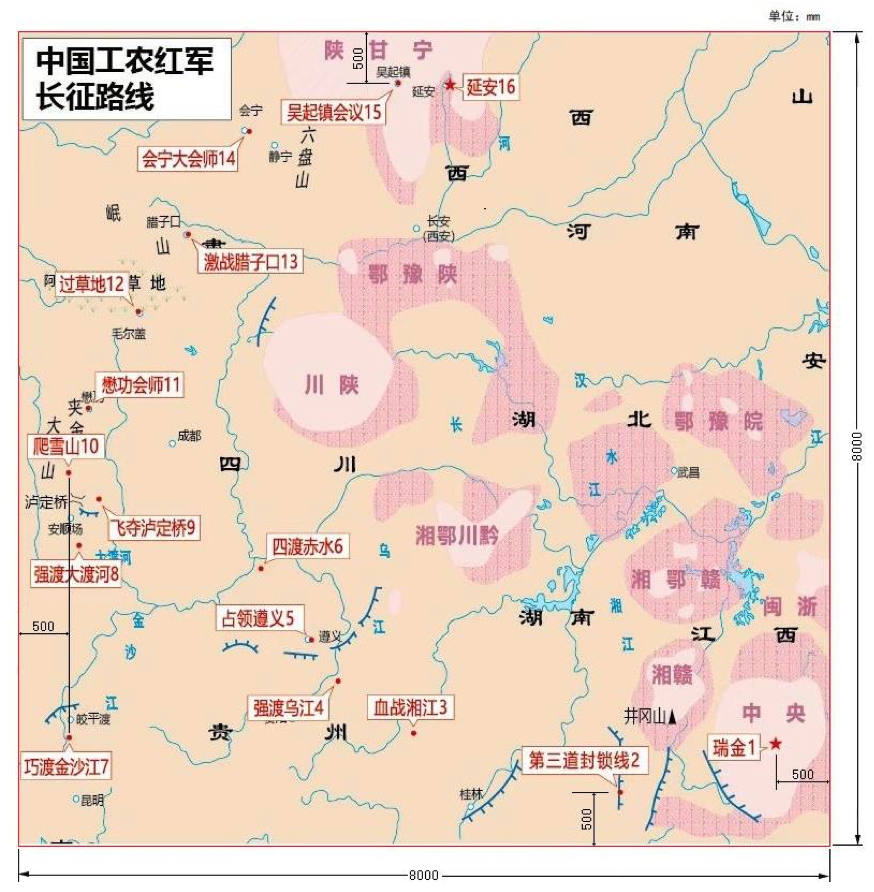 单位：mm
中国工农红军
长征路线
陕 甘 宁
500
吴起镇
延安
延安16
吴起镇会议15
山
会宁
西
六盘山
静宁
会宁大会师14
河
西
岷
腊子口
长安
(西安)
山
河 南
激战腊子口13
鄂 豫 陕
阿
过草地12
草 地
毛尔盖
安
川 陕
懋功会师11
汉
夹金
大
湖 北
鄂 豫 皖
长
成都
江
爬雪山10
山
四 川
水
武昌
江
泸定桥
飞夺泸定桥9
安顺场
湘鄂川黔
四渡赤水6
乌
大渡河
强渡大渡河8
湘 鄂 赣
闽 浙
金
占领遵义5
湘
湖 南
500
遵义
江
江 西
沙
江
湘赣
强渡乌江4
血战湘江3
江
皎平渡
井冈山
中 央
贵 州
瑞金1
巧渡金沙江7
第三道封锁线2
500
昆明
桂林
500
8000
8000